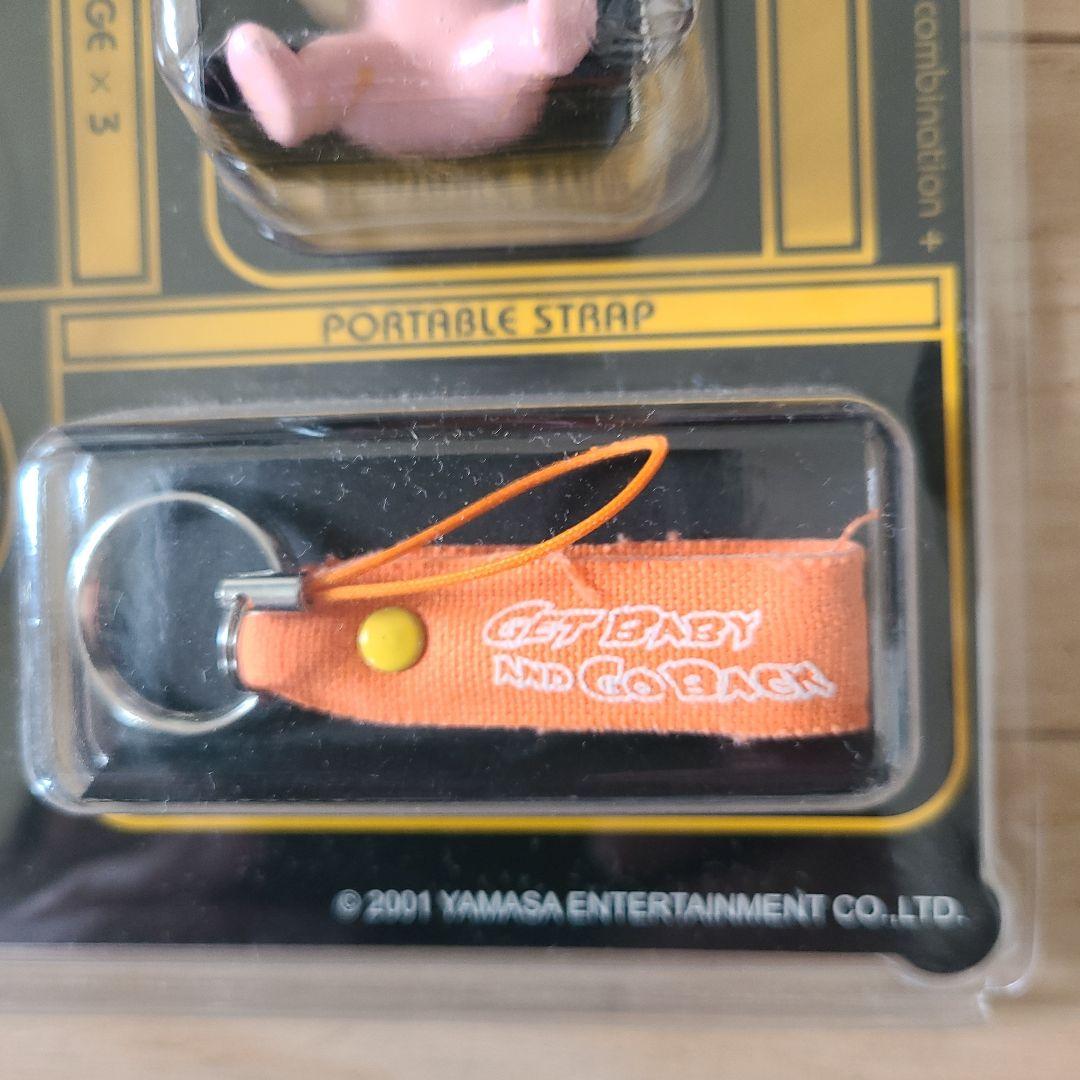 GE × 3
combination +
PORTABLE STRAP
GET BABY
AND GO BACK
© 2001 YAMASA ENTERTAINMENT CO.,LTD.